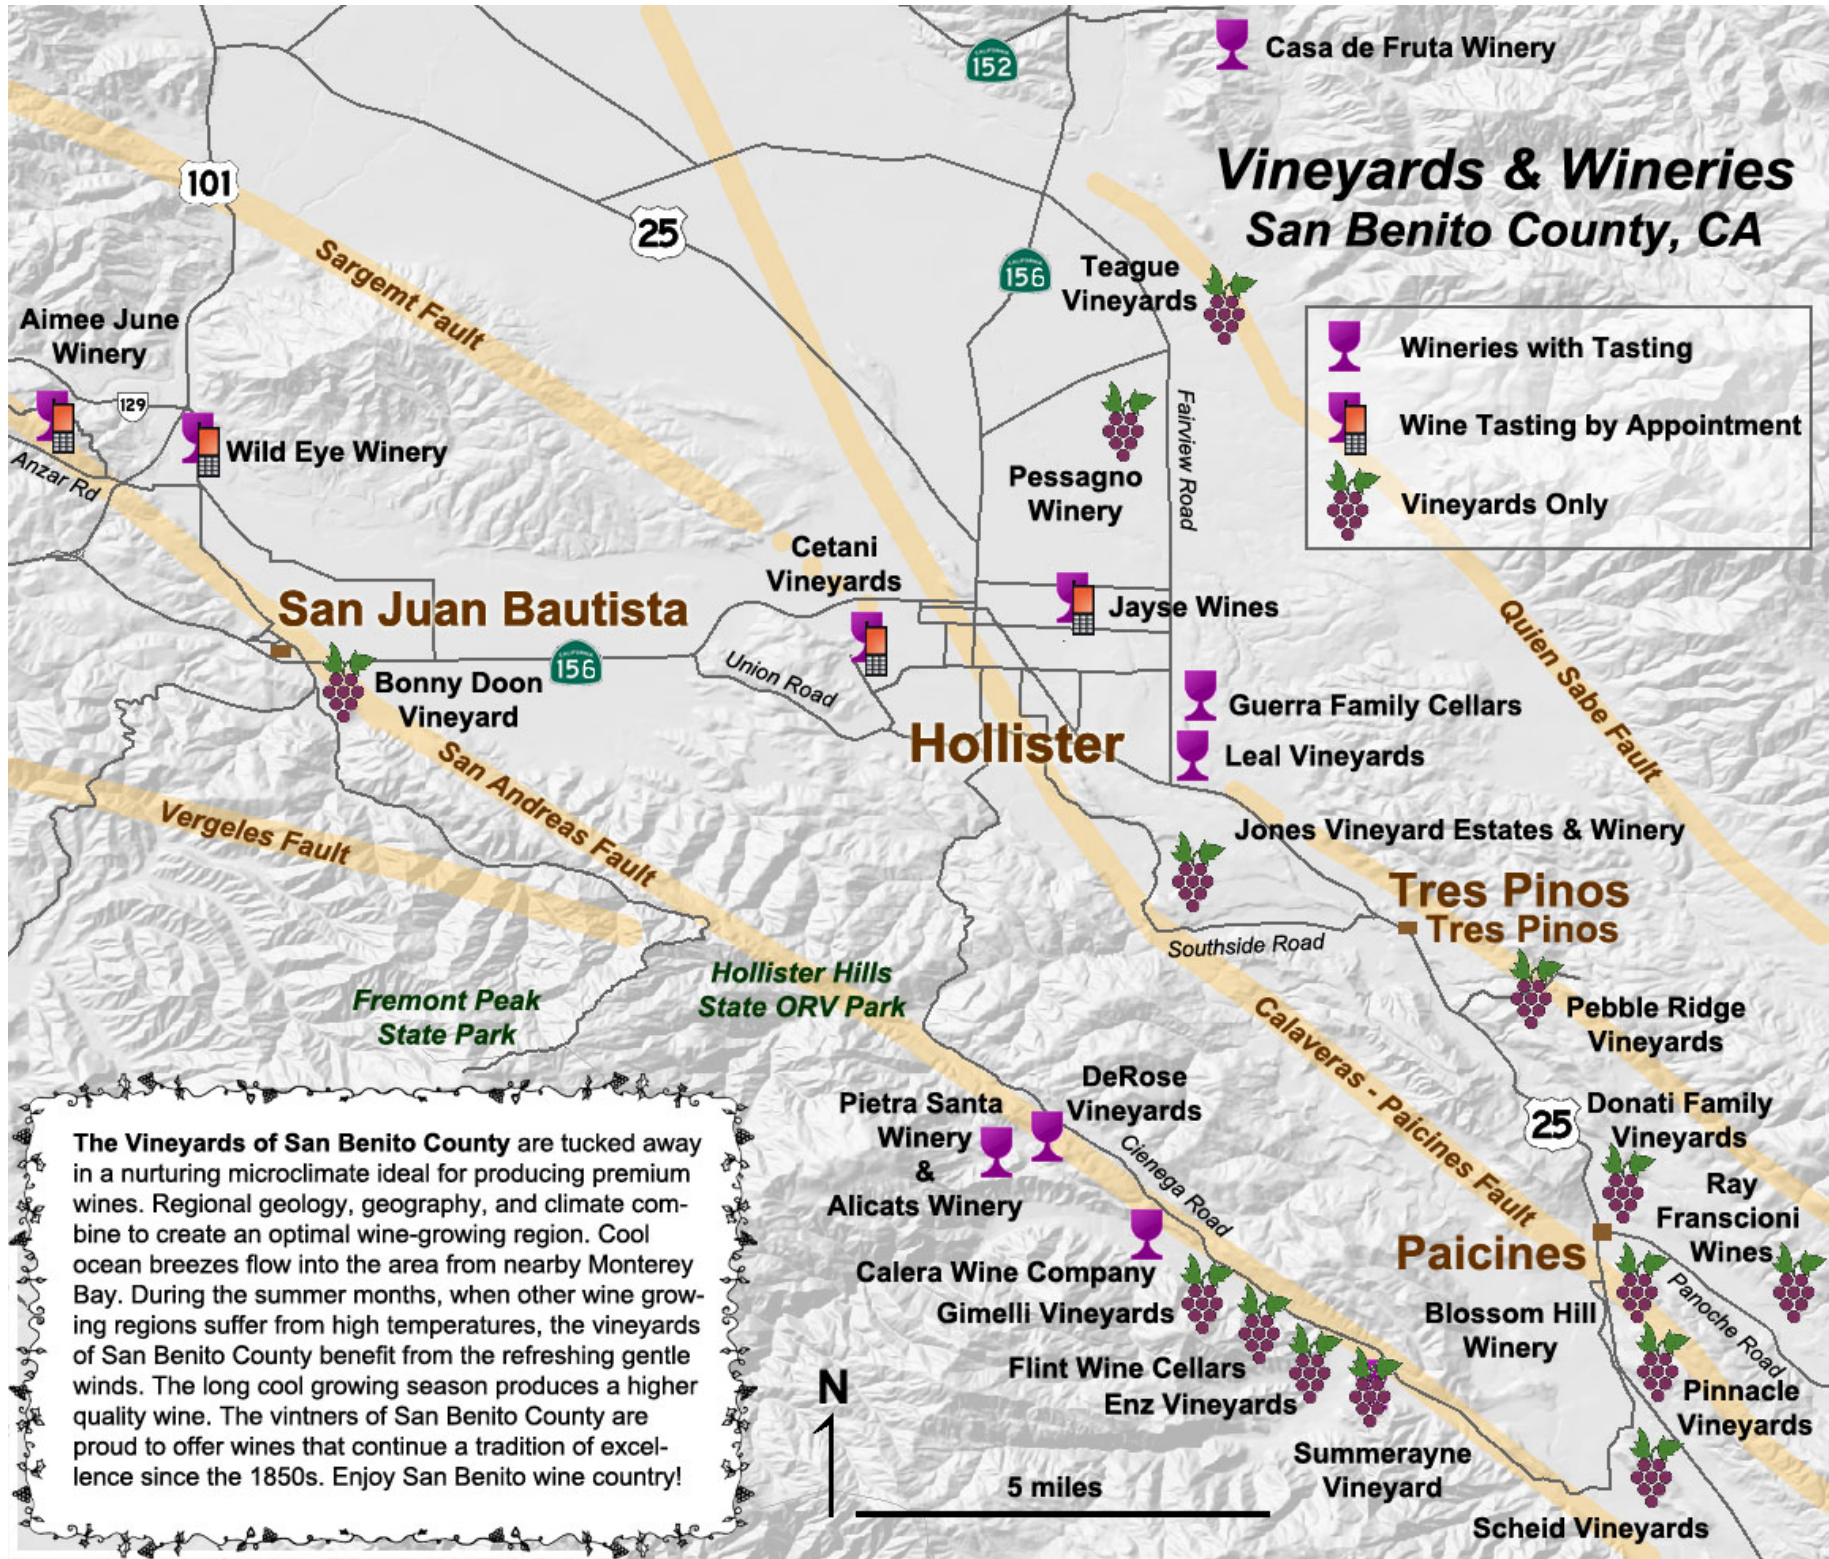 CALIFORNIA
152
Casa de Fruta Winery
Vineyards & Wineries
San Benito County, CA
101
25
CALIFORNIA
156
Teague
Vineyards
Sargemt Fault
Aimee June
Winery
Wineries with Tasting
Wine Tasting by Appointment
Vineyards Only
129
Wild Eye Winery
Anzar Rd
Fairview Road
Pessagno
Winery
Cetani
Vineyards
San Juan Bautista
Jayse Wines
Quien Sabe Fault
CALIFORNIA
156
Union Road
Bonny Doon
Vineyard
Guerra Family Cellars
Hollister
Leal Vineyards
San Andreas Fault
Vergeles Fault
Jones Vineyard Estates & Winery
Tres Pinos
Tres Pinos
Southside Road
Hollister Hills
State ORV Park
Fremont Peak
State Park
Pebble Ridge
Vineyards
Calaveras - Paicines Fault
DeRose
Vineyards
Pietra Santa
Winery
&
Alicats Winery
Cienega Road
25
Donati Family
Vineyards
Ray
Franscioni
Wines
Paicines
Calera Wine Company
Gimelli Vineyards
Blossom Hill
Winery
Panoche Road
Flint Wine Cellars
Enz Vineyards
Pinnacle
Vineyards
Summerayne
Vineyard
Scheid Vineyards
N
5 miles
The Vineyards of San Benito County are tucked away
in a nurturing microclimate ideal for producing premium
wines. Regional geology, geography, and climate com-
bine to create an optimal wine-growing region. Cool
ocean breezes flow into the area from nearby Monterey
Bay. During the summer months, when other wine grow-
ing regions suffer from high temperatures, the vineyards
of San Benito County benefit from the refreshing gentle
winds. The long cool growing season produces a higher
quality wine. The vintners of San Benito County are
proud to offer wines that continue a tradition of excel-
lence since the 1850s. Enjoy San Benito wine country!